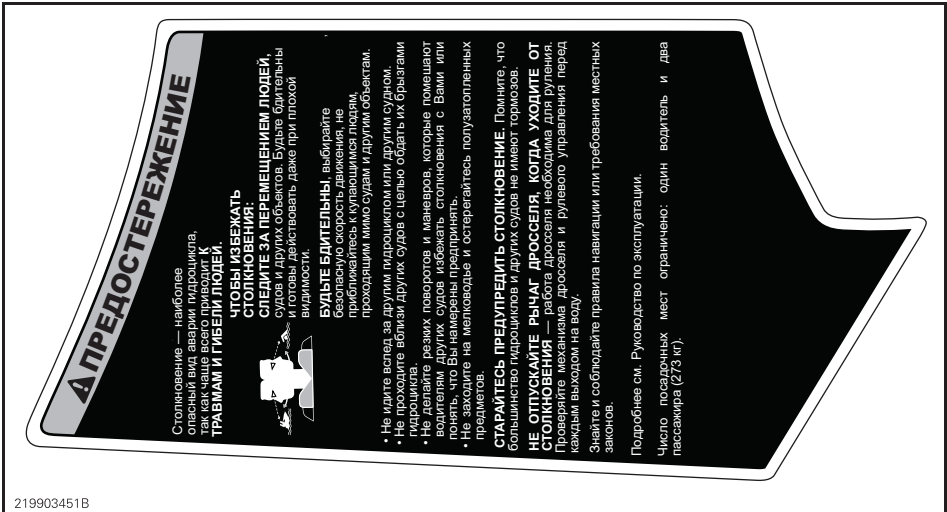 ПРЕДОСТЕРЕЖЕНИЕ
Столкновение — наиболее
опасный вид аварии гидроцикла,
так как чаще всего приводит К
ТРАВМАМ И ГИБЕЛИ ЛЮДЕЙ.
ЧТОБЫ ИЗБЕЖАТЬ
СТОЛКНОВЕНИЯ:
СЛЕДИТЕ ЗА ПЕРЕМЕЩЕНИЕМ ЛЮДЕЙ,
судов и других объектов. Будьте бдительны
и готовы действовать даже при плохой
видимости.
БУДЬТЕ БДИТЕЛЬНЫ, выбирайте
безопасную скорость движения, не
приближайтесь к купающимся людям,
проходящим мимо судам и другим объектам.
• Не идите вслед за другим гидроциклом или другим судном.
• Не проходите вблизи других судов с целью обдать их брызгами
гидроцикла.
• Не делайте резких поворотов и маневров, которые помешают
водителям других судов избежать столкновения с Вами или
понять, что Вы намерены предпринять.
• Не заходите на мелководье и остерегайтесь полузатопленных
предметов.
СТАРАЙТЕСЬ ПРЕДУПРЕДИТЬ СТОЛКНОВЕНИЕ. Помните, что
большинство гидроциклов и других судов не имеют тормозов.
НЕ ОТПУСКАЙТЕ РЫЧАГ ДРОССЕЛЯ, КОГДА УХОДИТЕ ОТ
СТОЛКНОВЕНИЯ — работа дросселя необходима для руления.
Проверяйте механизма дросселя и рулевого управления перед
каждым выходом на воду.
Знайте и соблюдайте правила навигации или требования местных
законов.
Подробнее см. Руководство по эксплуатации.
Число посадочных мест ограничено: один водитель и два
пассажира (273 кг).
219903451B